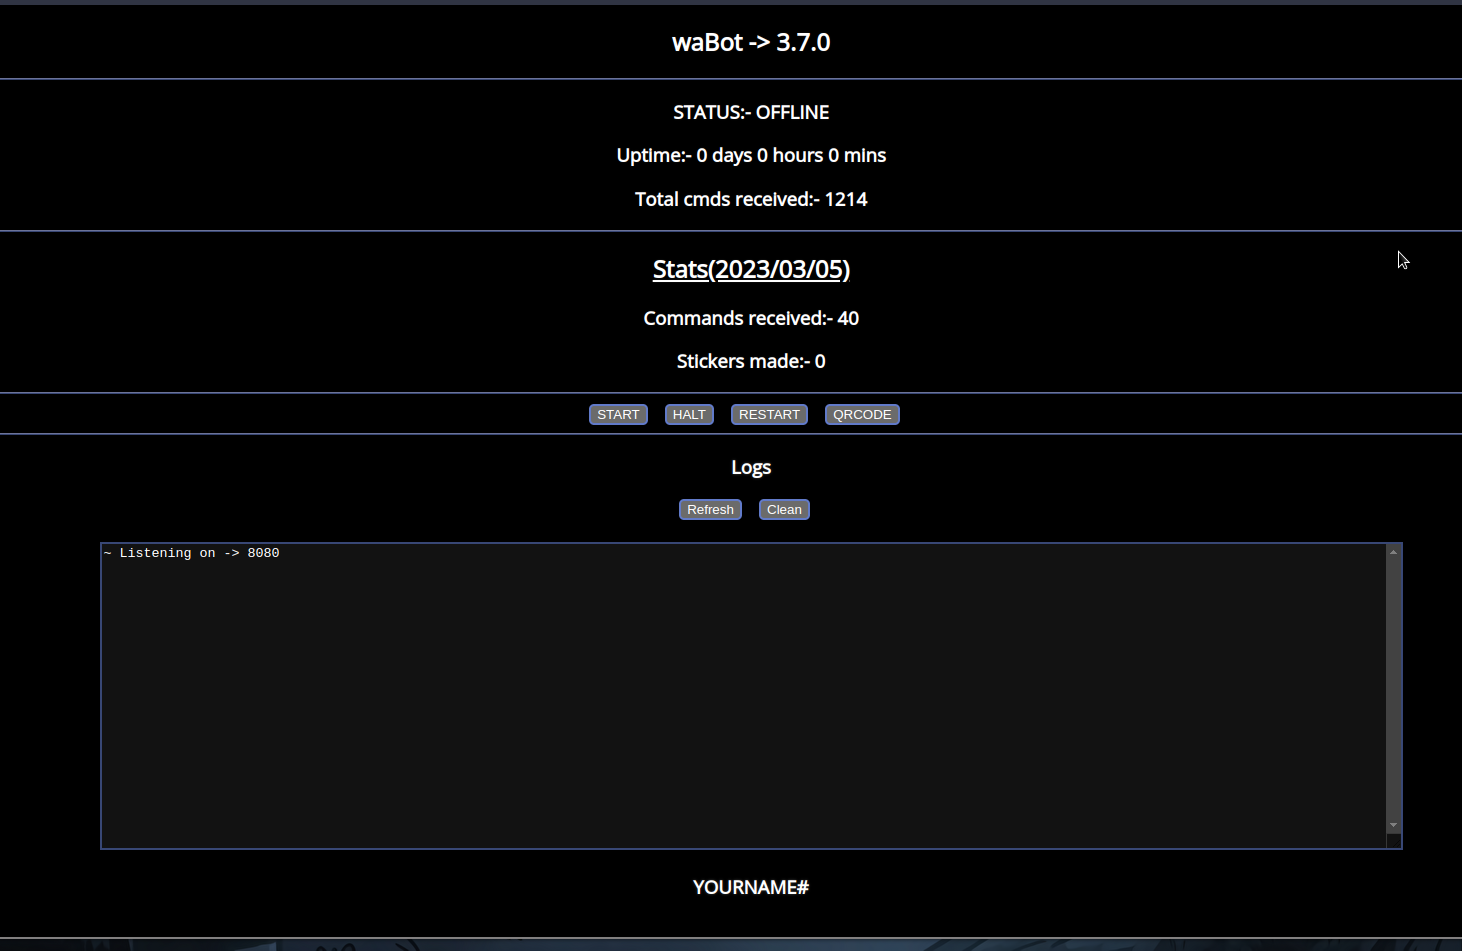 waBot -> 3.7.0
STATUS:- OFFLINE
Uptime:- 0 days 0 hours 0 mins
Total cmds received:- 1214
Stats(2023/03/05)
Commands received:- 40
Stickers made:- 0
START HALT RESTART QRCODE
Logs
Refresh Clean
~ Listening on -> 8080
YOURNAME#